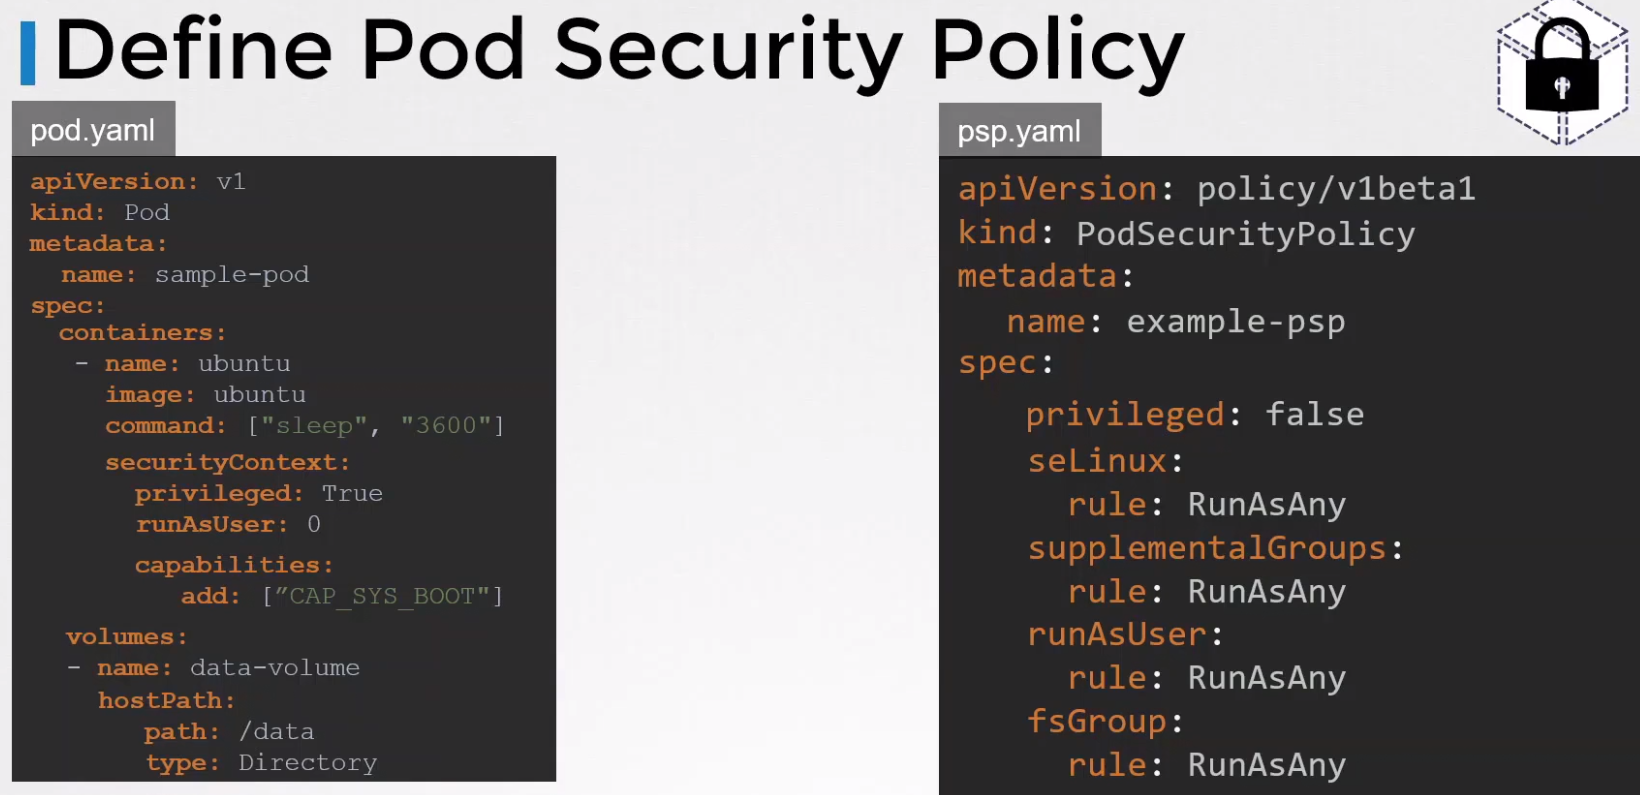 Define Pod Security Policy
pod.yaml
apiVersion: v1
kind: Pod
metadata:
  name: sample-pod
spec:
  containers:
   - name: ubuntu
     image: ubuntu
     command: ["sleep", "3600"]
     securityContext:
       privileged: True
       runAsUser: 0
       capabilities:
          add: [”CAP_SYS_BOOT"]
  volumes:
  - name: data-volume
    hostPath:
       path: /data
       type: Directory
psp.yaml
apiVersion: policy/v1beta1
kind: PodSecurityPolicy
metadata:
  name: example-psp
spec:
   privileged: false
   seLinux:
     rule: RunAsAny
   supplementalGroups:
     rule: RunAsAny
   runAsUser:
     rule: RunAsAny
   fsGroup:
     rule: RunAsAny